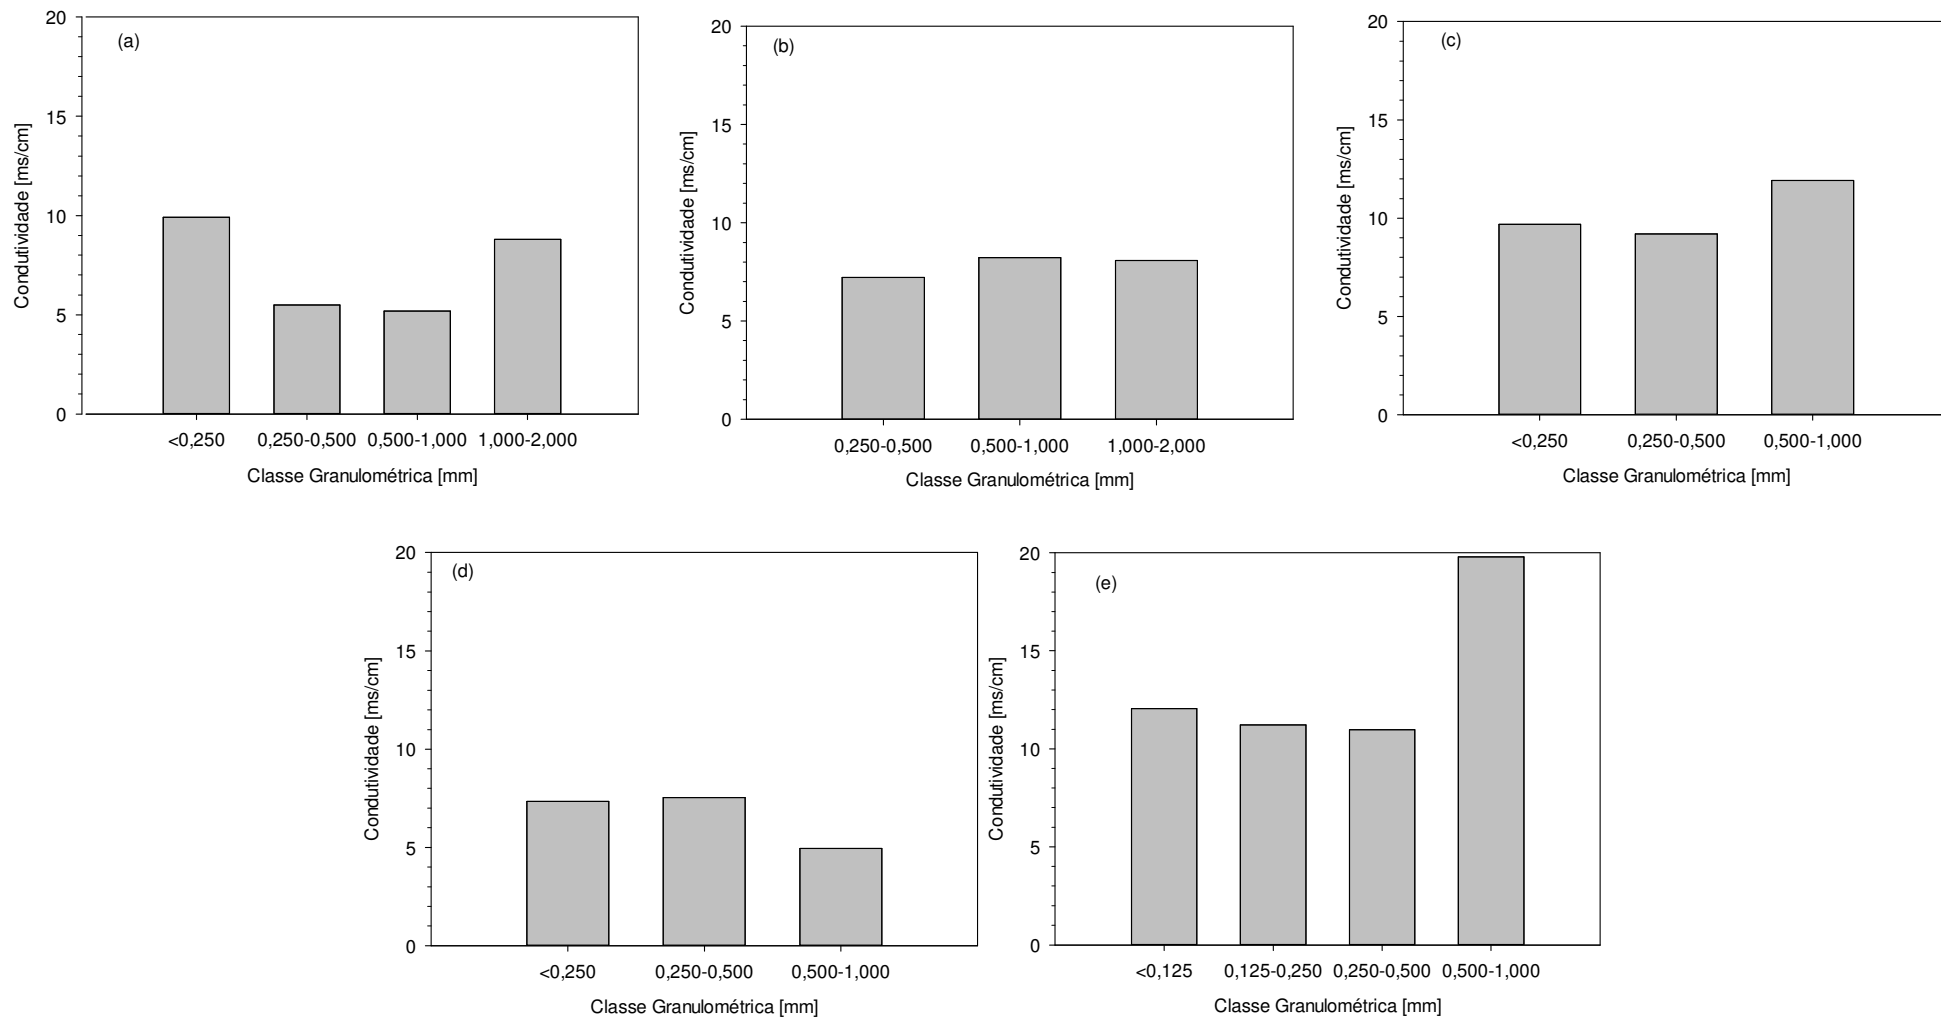 (a)
Condutividade [ms/cm]
20
15
10
5
0
<0,250 0,250-0,500 0,500-1,000 1,000-2,000
Classe Granulométrica [mm]
(b)
Condutividade [ms/cm]
20
15
10
5
0
0,250-0,500 0,500-1,000 1,000-2,000
Classe Granulométrica [mm]
(c)
Condutividade [ms/cm]
20
15
10
5
0
<0,250 0,250-0,500 0,500-1,000
Classe Granulométrica [mm]
(d)
Condutividade [ms/cm]
20
15
10
5
0
<0,250 0,250-0,500 0,500-1,000
Classe Granulométrica [mm]
(e)
Condutividade [ms/cm]
20
15
10
5
0
<0,125 0,125-0,250 0,250-0,500 0,500-1,000
Classe Granulométrica [mm]